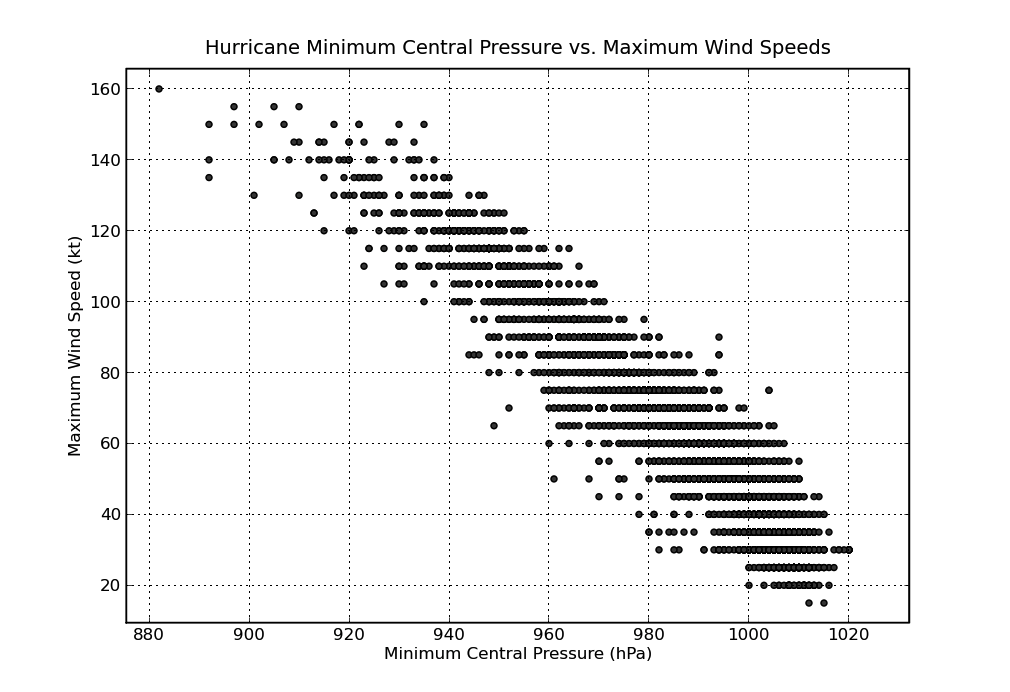 Hurricane Minimum Central Pressure vs. Maximum Wind Speeds
160
140
120
100
80
60
40
20
Maximum Wind Speed (kt)
880 900 920 940 960 980 1000 1020
Minimum Central Pressure (hPa)